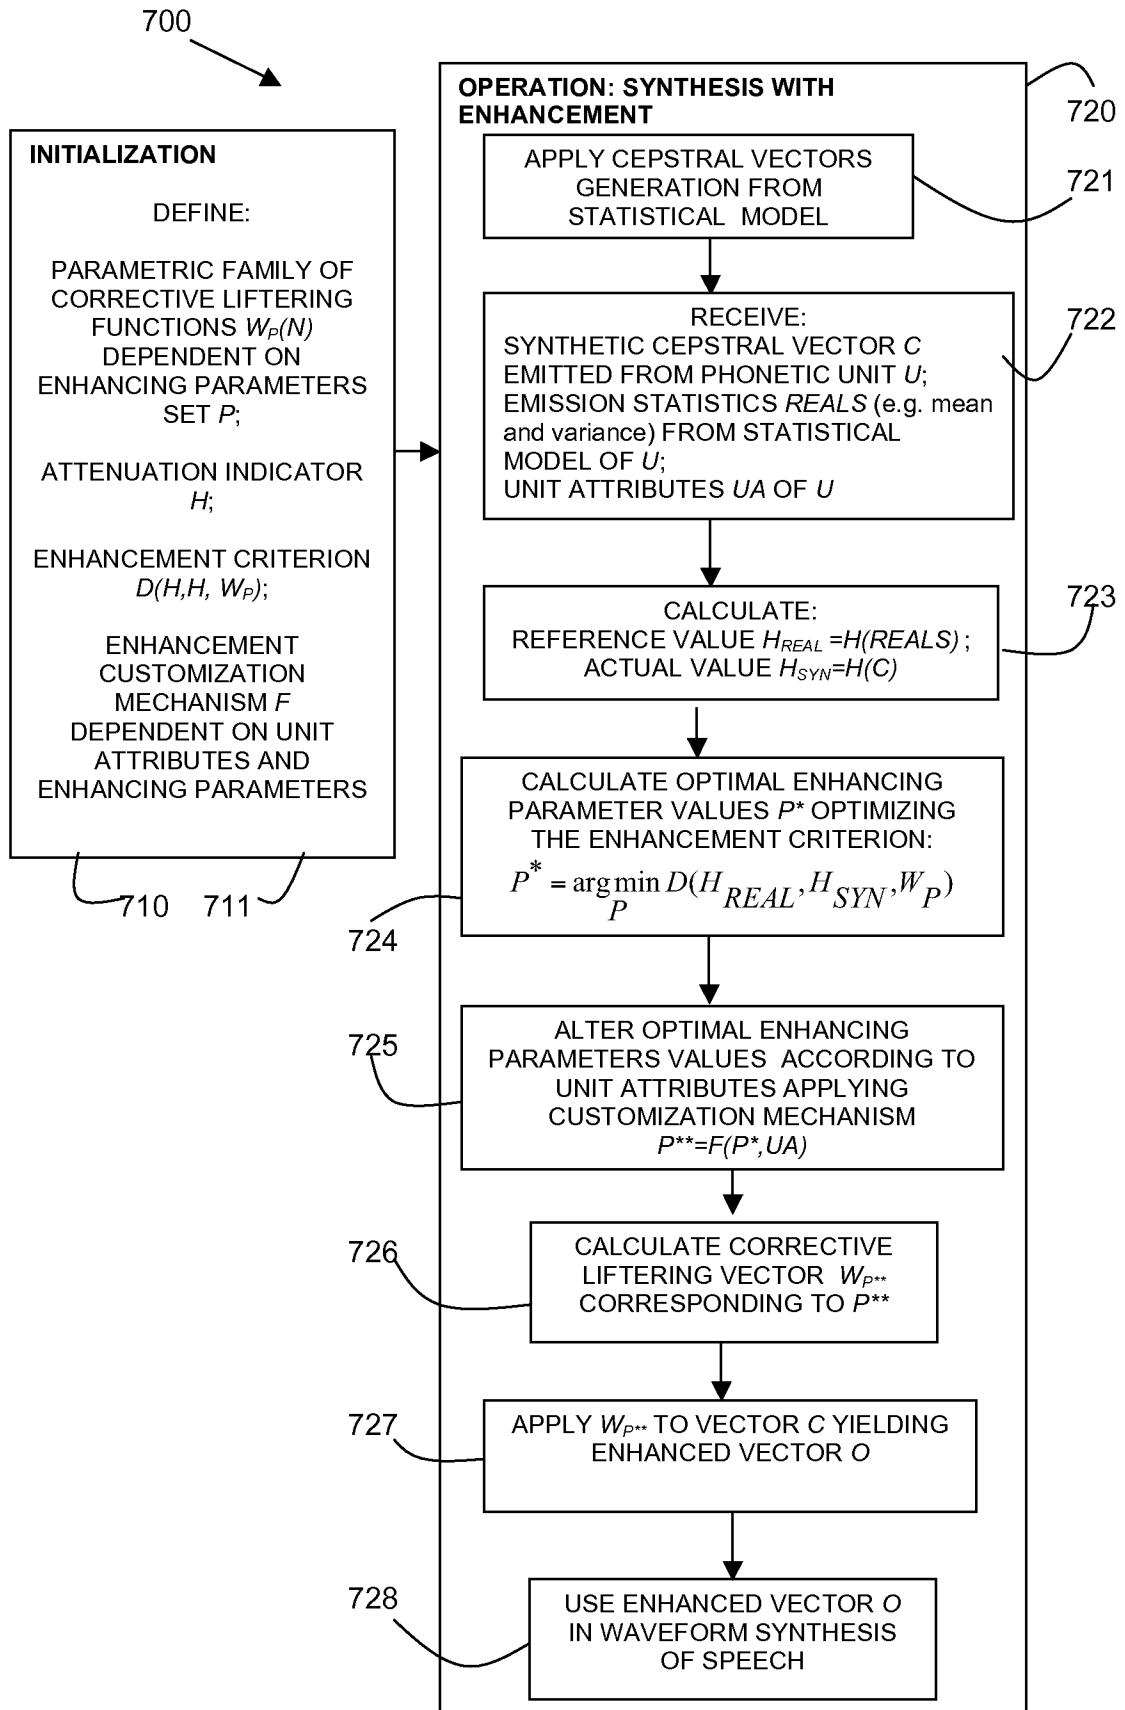 700
INITIALIZATION
DEFINE:
PARAMETRIC FAMILY OF
CORRECTIVE LIFTERING
FUNCTIONS W_P(N)
DEPENDENT ON
ENHANCING PARAMETERS
SET P;
ATTENUATION INDICATOR
H;
ENHANCEMENT CRITERION
D(H,H, W_P);
ENHANCEMENT
CUSTOMIZATION
MECHANISM F
DEPENDENT ON UNIT
ATTRIBUTES AND
ENHANCING PARAMETERS
710
711
OPERATION: SYNTHESIS WITH
ENHANCEMENT
720
APPLY CEPSTRAL VECTORS
GENERATION FROM
STATISTICAL MODEL
721
RECEIVE:
SYNTHETIC CEPSTRAL VECTOR C
EMITTED FROM PHONETIC UNIT U;
EMISSION STATISTICS REALS (e.g. mean
and variance) FROM STATISTICAL
MODEL OF U;
UNIT ATTRIBUTES UA OF U
722
CALCULATE:
REFERENCE VALUE H_REAL =H(REALS) ;
ACTUAL VALUE H_SYN=H(C)
723
CALCULATE OPTIMAL ENHANCING
PARAMETER VALUES P* OPTIMIZING
THE ENHANCEMENT CRITERION:
P* = arg min D(H_REAL, H_SYN, W_P)
P
724
ALTER OPTIMAL ENHANCING
PARAMETERS VALUES ACCORDING TO
UNIT ATTRIBUTES APPLYING
CUSTOMIZATION MECHANISM
P**=F(P*,UA)
725
CALCULATE CORRECTIVE
LIFTERING VECTOR W_P**
CORRESPONDING TO P**
726
APPLY W_P** TO VECTOR C YIELDING
ENHANCED VECTOR O
727
USE ENHANCED VECTOR O
IN WAVEFORM SYNTHESIS
OF SPEECH
728